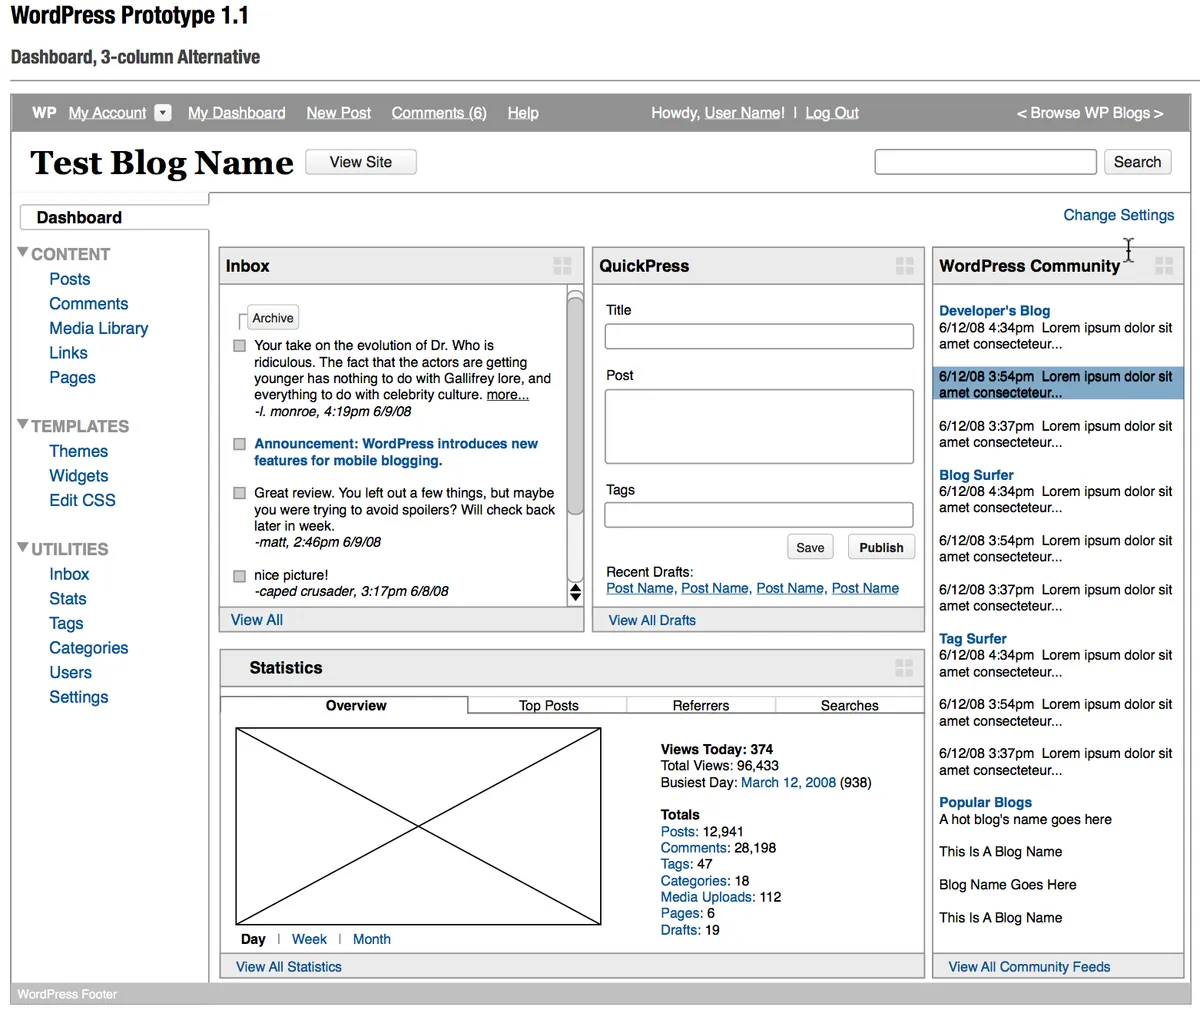 WordPress Prototype 1.1
Dashboard, 3-column Alternative
WP My Account My Dashboard New Post Comments (6) Help Howdy, User Name! | Log Out < Browse WP Blogs >
Test Blog Name View Site Search
Dashboard
Change Settings
CONTENT
Posts
Comments
Media Library
Links
Pages
TEMPLATES
Themes
Widgets
Edit CSS
UTILITIES
Inbox
Stats
Tags
Categories
Users
Settings
Inbox
Archive
Your take on the evolution of Dr. Who is
ridiculous. The fact that the actors are getting
younger has nothing to do with Gallifrey lore, and
everything to do with celebrity culture. more...
-l. monroe, 4:19pm 6/9/08
Announcement: WordPress introduces new
features for mobile blogging.
Great review. You left out a few things, but maybe
you were trying to avoid spoilers? Will check back
later in week.
-matt, 2:46pm 6/9/08
nice picture!
-caped crusader, 3:17pm 6/8/08
View All
QuickPress
Title
Post
Tags
Save Publish
Recent Drafts:
Post Name, Post Name, Post Name, Post Name
View All Drafts
Statistics
Overview Top Posts Referrers Searches
Views Today: 374
Total Views: 96,433
Busiest Day: March 12, 2008 (938)
Totals
Posts: 12,941
Comments: 28,198
Tags: 47
Categories: 18
Media Uploads: 112
Pages: 6
Drafts: 19
Day | Week | Month
View All Statistics
WordPress Community
Developer's Blog
6/12/08 4:34pm Lorem ipsum dolor sit
amet consecteteur...
6/12/08 3:54pm Lorem ipsum dolor sit
amet consecteteur...
6/12/08 3:37pm Lorem ipsum dolor sit
amet consecteteur...
Blog Surfer
6/12/08 4:34pm Lorem ipsum dolor sit
amet consecteteur...
6/12/08 3:54pm Lorem ipsum dolor sit
amet consecteteur...
6/12/08 3:37pm Lorem ipsum dolor sit
amet consecteteur...
Tag Surfer
6/12/08 4:34pm Lorem ipsum dolor sit
amet consecteteur...
6/12/08 3:54pm Lorem ipsum dolor sit
amet consecteteur...
6/12/08 3:37pm Lorem ipsum dolor sit
amet consecteteur...
Popular Blogs
A hot blog's name goes here
This Is A Blog Name
Blog Name Goes Here
This Is A Blog Name
View All Community Feeds
WordPress Footer